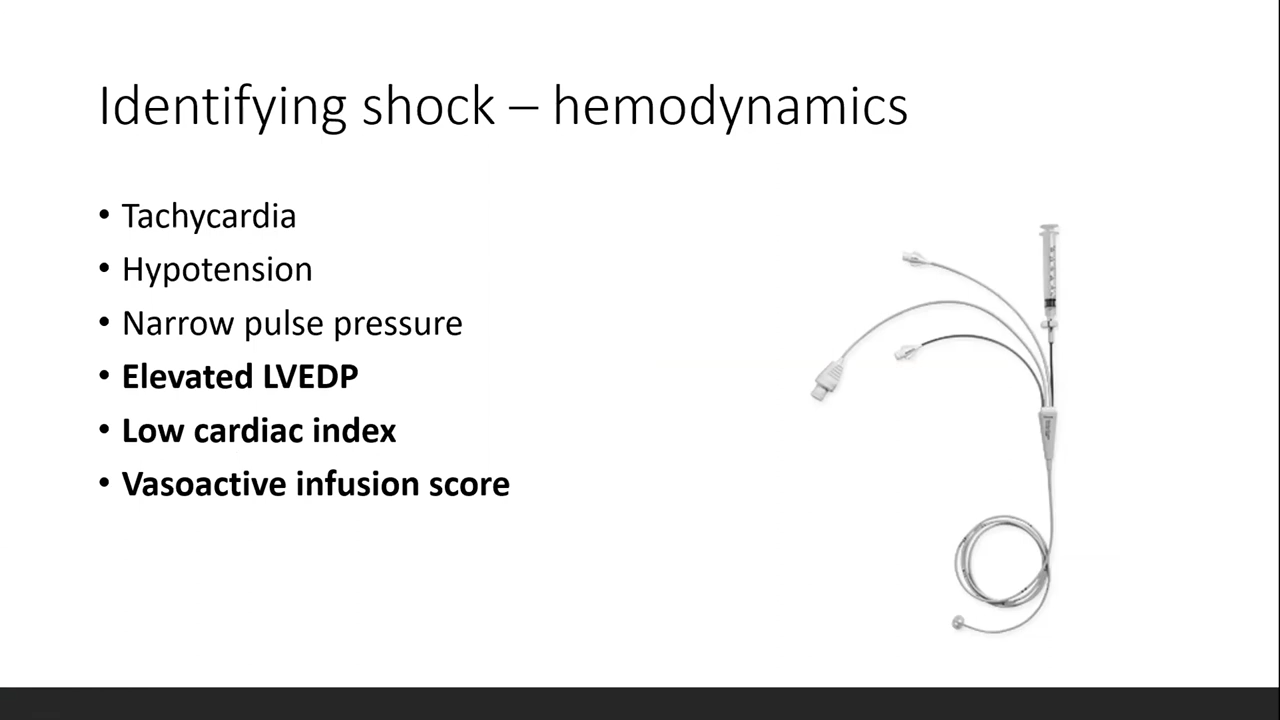 Identifying shock – hemodynamics
• Tachycardia
• Hypotension
• Narrow pulse pressure
• Elevated LVEDP
• Low cardiac index
• Vasoactive infusion score